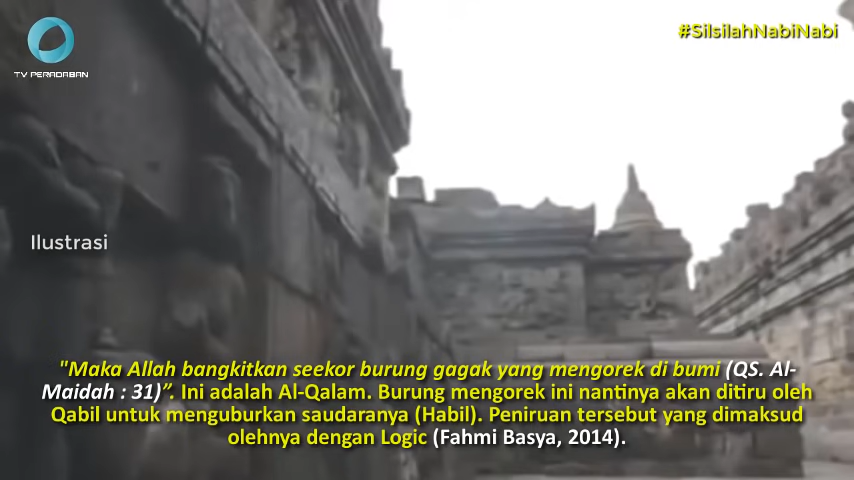 TV PERADABAN
#SilsilahNabiNabi
Ilustrasi
"Maka Allah bangkitkan seekor burung gagak yang mengorek di bumi (QS. Al-
Maidah : 31)”. Ini adalah Al-Qalam. Burung mengorek ini nantinya akan ditiru oleh
Qabil untuk menguburkan saudaranya (Habil). Peniruan tersebut yang dimaksud
olehnya dengan Logic (Fahmi Basya, 2014).